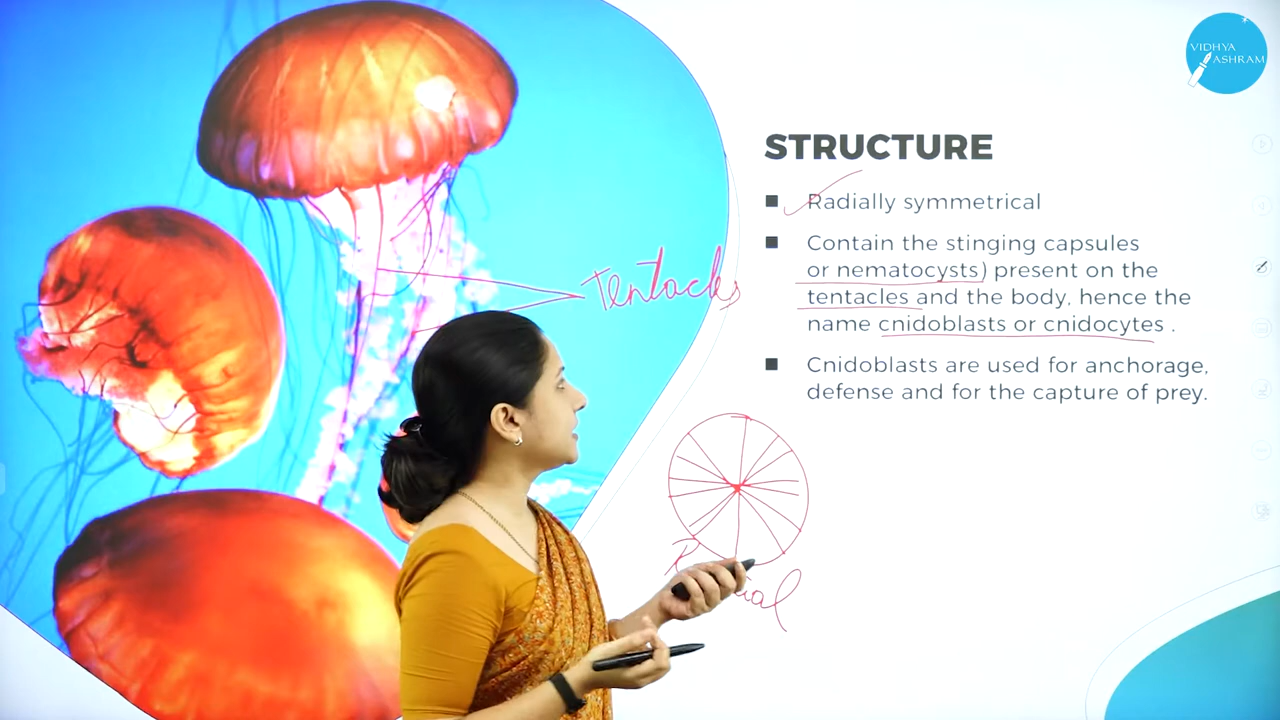 VIDHYA
ASHRAM
STRUCTURE
Radially symmetrical
Contain the stinging capsules
or nematocysts) present on the
tentacles and the body, hence the
name cnidoblasts or cnidocytes .
Cnidoblasts are used for anchorage,
defense and for the capture of prey.
Tentacles